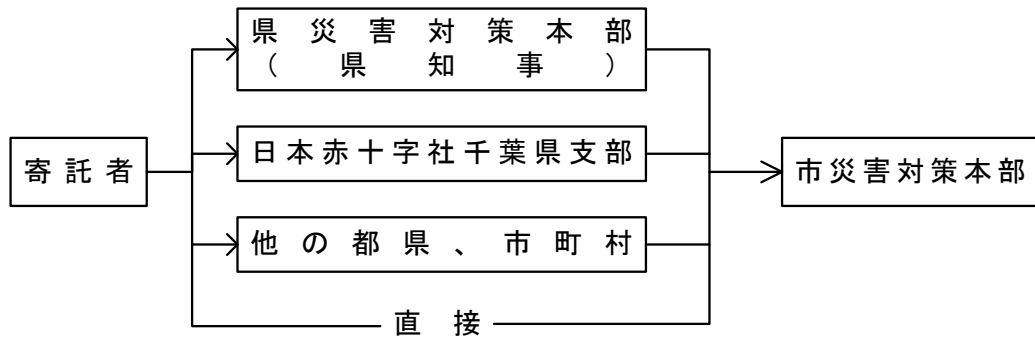 県災害対策本部
（県知事）
寄託者
日本赤十字社千葉県支部
市災害対策本部
他の都県、市町村
直接